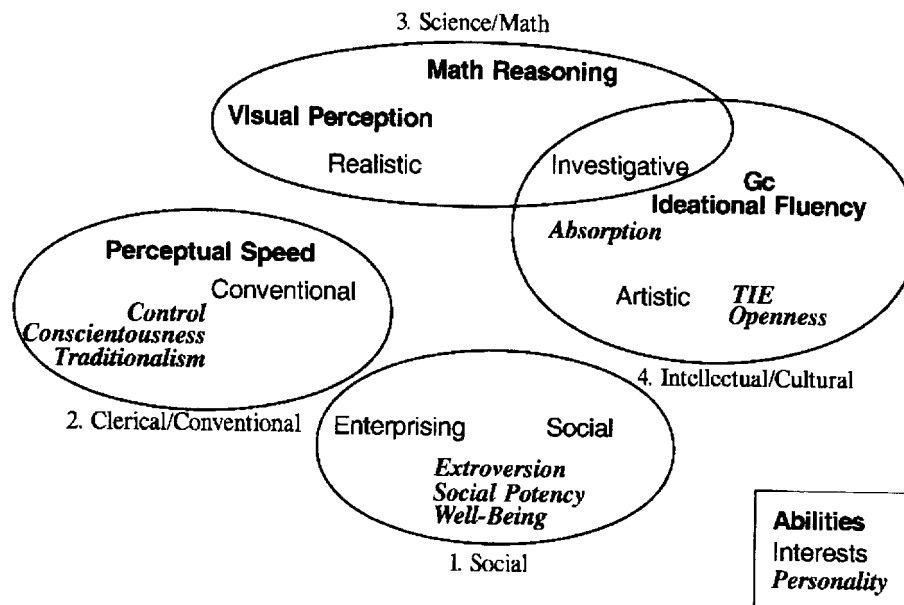 3. Science/Math
Math Reasoning
VIsual Perception
Realistic
Investigative
Gc
Ideational Fluency
Absorption
Artistic
TIE
Openness
4. Intellectual/Cultural
Perceptual Speed
Conventional
Control
Conscientousness
Traditionalism
2. Clerical/Conventional
Enterprising
Social
Extroversion
Social Potency
Well-Being
1. Social
Abilities
Interests
Personality